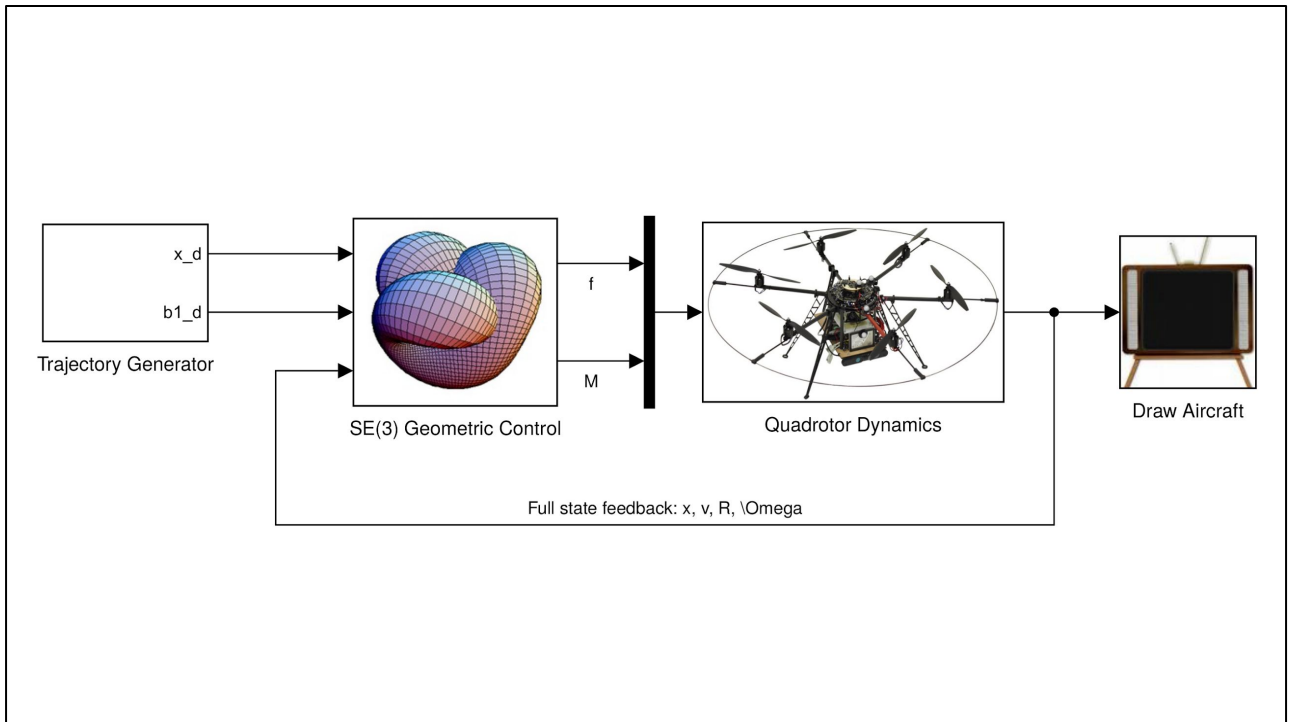 x_d
b1_d
Trajectory Generator
SE(3) Geometric Control
f
M
Quadrotor Dynamics
Draw Aircraft
Full state feedback: x, v, R, \Omega